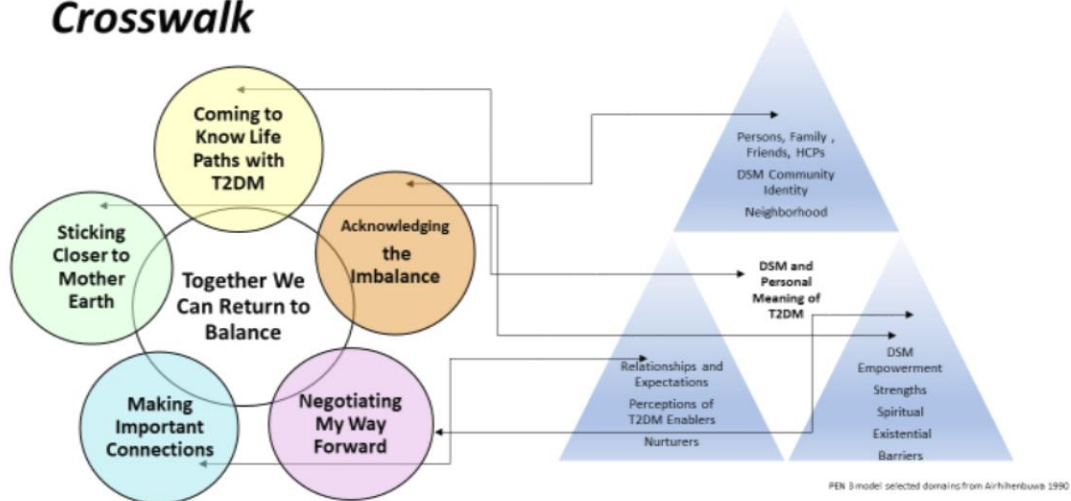 Crosswalk
Coming to
Know Life
Paths with
T2DM
Acknowledging
the
Imbalance
Sticking
Closer to
Mother
Earth
Together We
Can Return to
Balance
Making
Important
Connections
Negotiating
My Way
Forward
Persons, Family ,
Friends, HCPs
DSM Community
Identity
Neighborhood
DSM and
Personal
Meaning of
T2DM
Relationships and
Expectations
Perceptions of
T2DM Enablers
Nurturers
DSM
Empowerment
Strengths
Spiritual
Existential
Barriers
PEN 3 model selected domains from Airhihenbuwa 1990